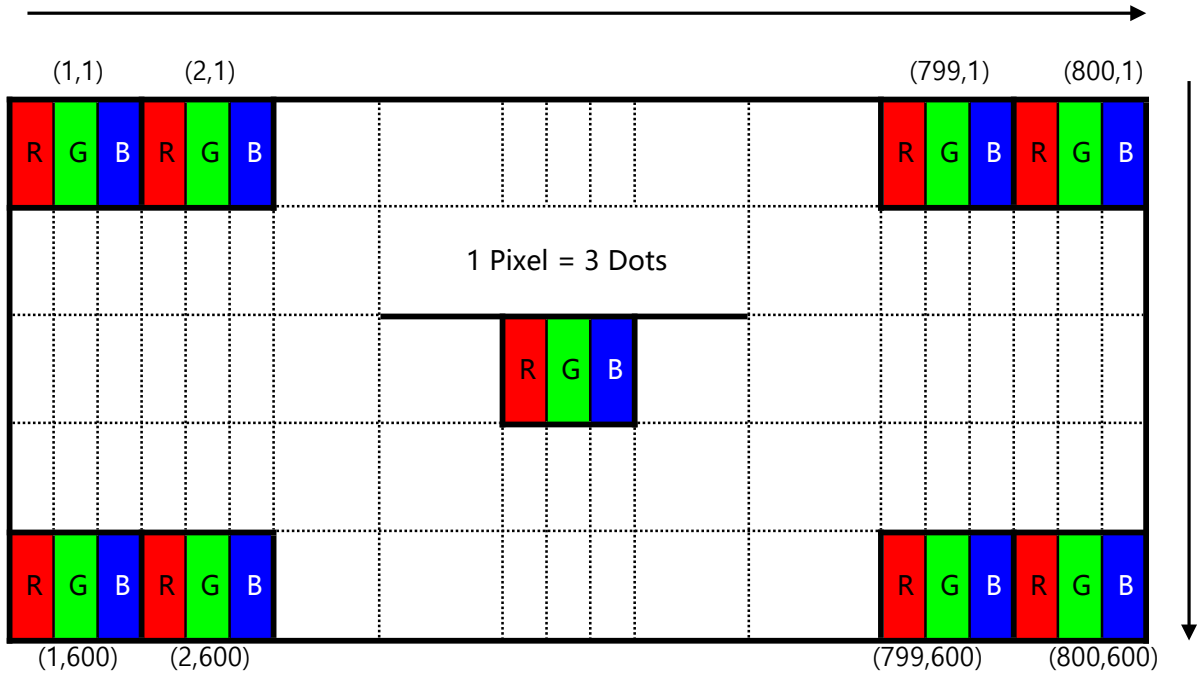 (1,1) (2,1) (799,1) (800,1)
R G B R G B R G B R G B
1 Pixel = 3 Dots
R G B
R G B R G B R G B R G B
(1,600) (2,600) (799,600) (800,600)